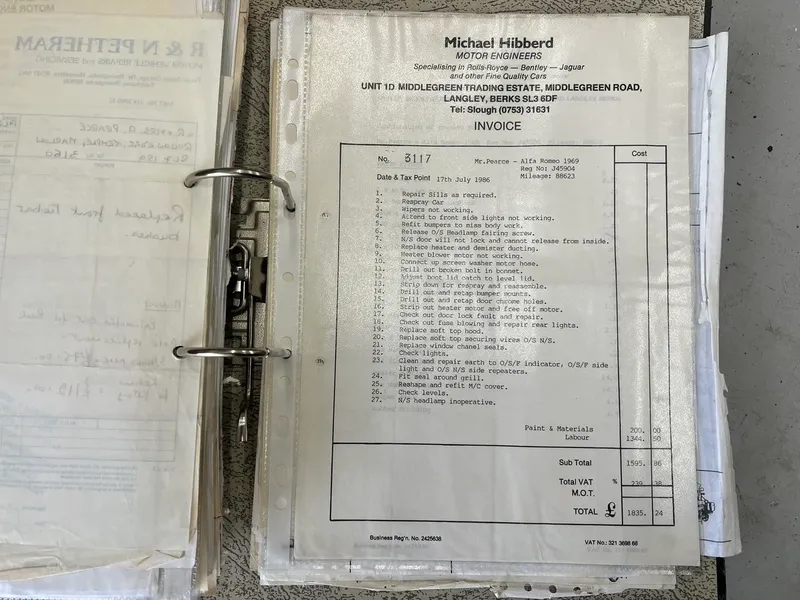 R & N PETHERAM
Michael Hibberd
MOTOR ENGINEERS
Specialising in Rolls-Royce — Bentley — Jaguar
and other Fine Quality Cars
UNIT 1D MIDDLEGREEN TRADING ESTATE, MIDDLEGREEN ROAD,
LANGLEY, BERKS SL3 6DF
Tel: Slough (0753) 31631
INVOICE
Cost
No. 3117 Mr.Pearce - Alfa Romeo 1969
Reg No: J45904
Date & Tax Point 17th July 1986 Mileage: 88623
1. Repair Sills as required.
2. Respray Car
3. Wipers not working.
4. Attend to front side lights not working.
5. Refit bumpers to miss body work.
6. Release O/S Headlamp fairing screw.
7. N/S door will not lock and cannot release from inside.
8. Replace heater and demister ducting.
9. Heater blower motor not working.
10. Connect up screen washer motor hose.
11. Drill out broken bolt in bonnet.
12. Adjust boot lid catch to level lid.
13. Strip down for respray and reassemble.
14. Drill out and retap bumper mounts.
15. Drill out and retap door chrome holes.
16. Strip out heater motor and free off motor.
17. Check out door lock fault and repair.
18. Check out fuse blowing and repair rear lights.
19. Replace soft top hood.
20. Replace soft top securing wires O/S N/S.
21. Replace window chanel seals.
22. Check lights.
23. Clean and repair earth to O/S/F indicator, O/S/F side
light and O/S N/S side repeaters.
24. Fit seal around grill.
25. Reshape and refit M/C cover.
26. Check levels.
27. N/S headlamp inoperative.
Paint & Materials 200. 00
Labour 1344. 50
Sub Total 1595. 86
Total VAT % 239 38
M.O.T.
TOTAL £ 1835. 24
Business Reg'n. No. 2425638 VAT No.: 321 3698 68